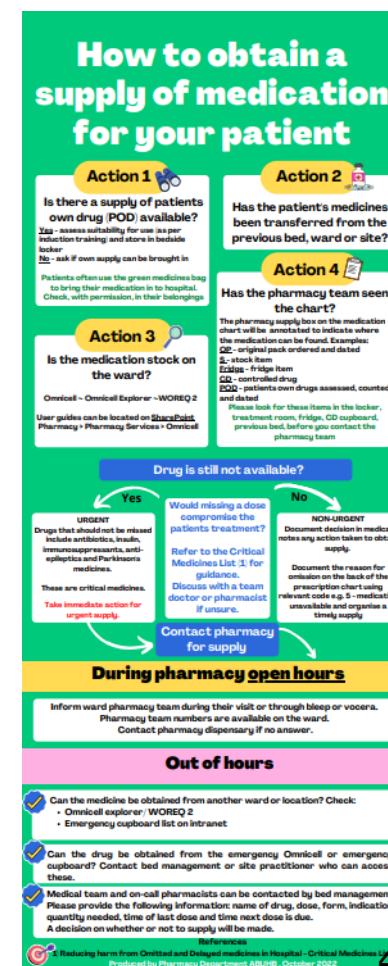 How to obtain a
supply of medication
for your patient
Action 1
Is there a supply of patients
own drug (POD) available?
Yes - assess suitability for use (as per
induction training) and store in bedside
locker
No - ask if own supply can be brought in
Patients often use the green medicines bag
to bring their medication in to hospital.
Check, with permission, in their belongings
Action 2
Has the patient's medicines
been transferred from the
previous bed, ward or site?
Action 3
Is the medication stock on
the ward?
Omnicell ~ Omnicell Explorer ~WOREQ 2
User guides can be located on SharePoint
Pharmacy > Pharmacy Services > Omnicell
Action 4
Has the pharmacy team seen
the chart?
The pharmacy supply box on the medication
chart will be annotated to indicate where
the medication can be found. Examples:
OP - original pack ordered and dated
S - stock item
Fridge - fridge item
CD - controlled drug
POD - patients own drugs assessed, counted
and dated
Please look for these items in the locker,
treatment room, fridge, CD cupboard,
previous bed, before you contact the
pharmacy team
Drug is still not available?
Yes
URGENT
Drugs that should not be missed
include antibiotics, insulin,
immunosuppressants, anti-
epileptics and Parkinsons
medicines.
These are critical medicines.
Take immediate action for
urgent supply.
Would missing a dose
compromise the
patients treatment?
Refer to the Critical
Medicines List (1) for
guidance.
Discuss with a team
doctor or pharmacist
if unsure.
No
NON-URGENT
Document decision in medica
notes any action taken to obt
supply.
Document the reason for
omission on the back of the
prescription chart using
relevant code e.g. 5 - medicati
unavailable and organise a
timely supply
Contact pharmacy
for supply
During pharmacy open hours
Inform ward pharmacy team during their visit or through bleep or vocera.
Pharmacy team numbers are available on the ward.
Contact pharmacy dispensary if no answer.
Out of hours
Can the medicine be obtained from another ward or location? Check:
• Omnicell explorer/ WOREQ 2
• Emergency cupboard list on intranet
Can the drug be obtained from the emergency Omnicell or emergenc
cupboard? Contact bed management or site practitioner who can acces
these.
Medical team and on-call pharmacists can be contacted by bed managemen
Please provide the following information: name of drug, dose, form, indicatio
quantity needed, time of last dose and time next dose is due.
A decision on whether or not to supply will be made.
References
1 Reducing harm from Omitted and Delayed medicines in Hospital - Critical Medicines
Produced by Pharmacy Department ABUHB, October 2022